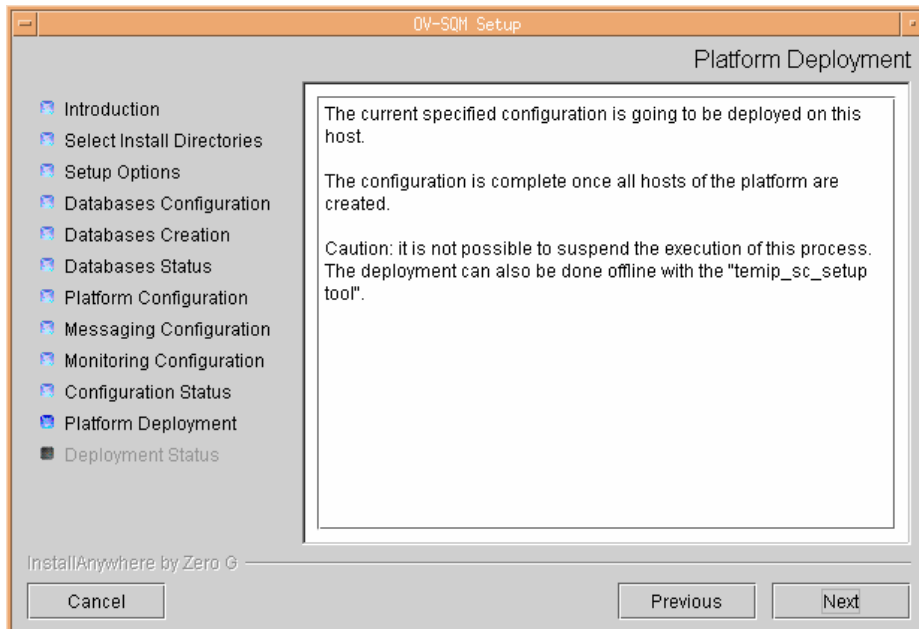 OV-SQM Setup
Platform Deployment
Introduction
Select Install Directories
Setup Options
Databases Configuration
Databases Creation
Databases Status
Platform Configuration
Messaging Configuration
Monitoring Configuration
Configuration Status
Platform Deployment
Deployment Status
The current specified configuration is going to be deployed on this
host.
The configuration is complete once all hosts of the platform are
created.
Caution: it is not possible to suspend the execution of this process.
The deployment can also be done offline with the "temip_sc_setup
tool".
InstallAnywhere by Zero G
Cancel
Previous
Next